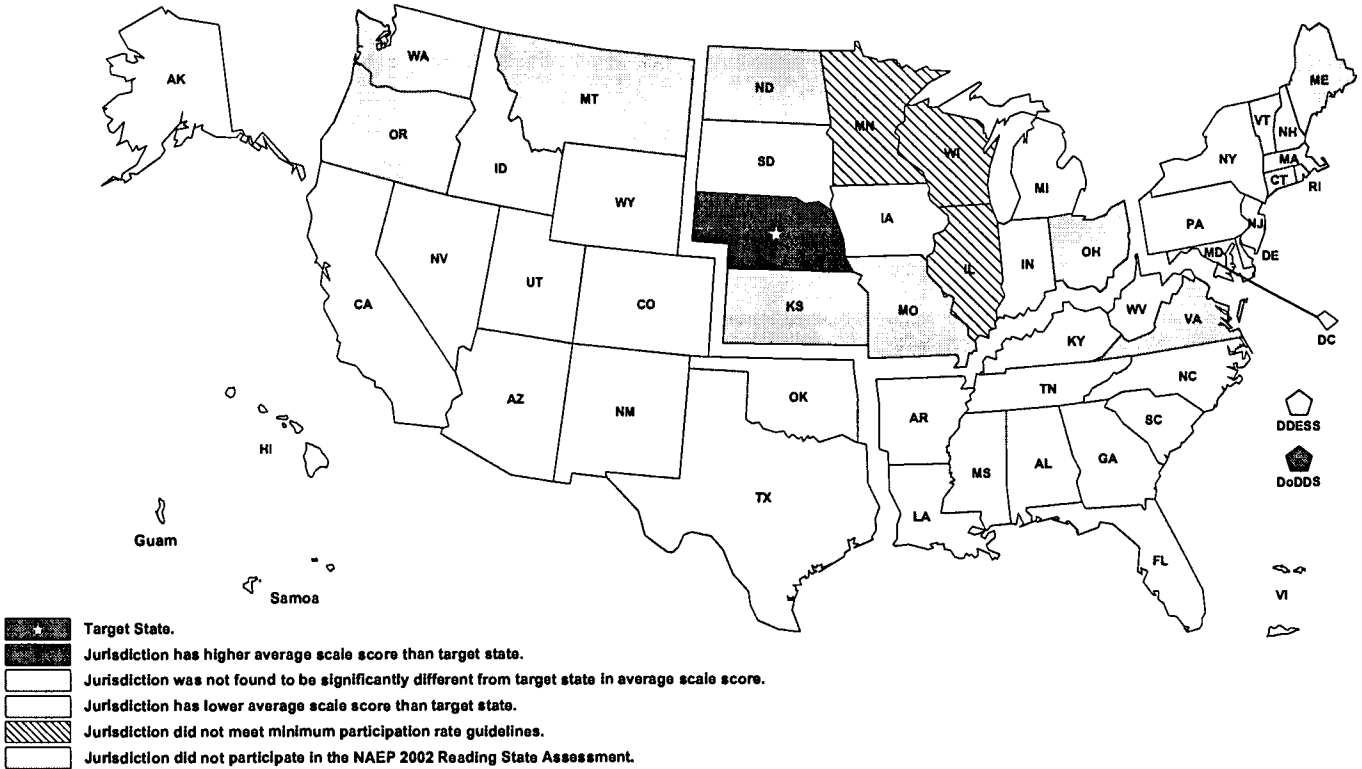 AK
WA
MT
ND
MN
ME
OR
ID
SD
WI
VT
NH
NY
MA
CT
RI
MI
WY
IA
PA
NJ
NV
UT
CO
IL
IN
OH
MD
DE
CA
KS
MO
WV
VA
KY
DC
AZ
NM
OK
AR
TN
NC
SC
DDESS
HI
TX
MS
AL
GA
DoDDS
LA
Guam
FL
Samoa
VI
Target State.
Jurisdiction has higher average scale score than target state.
Jurisdiction was not found to be significantly different from target state in average scale score.
Jurisdiction has lower average scale score than target state.
Jurisdiction did not meet minimum participation rate guidelines.
Jurisdiction did not participate in the NAEP 2002 Reading State Assessment.